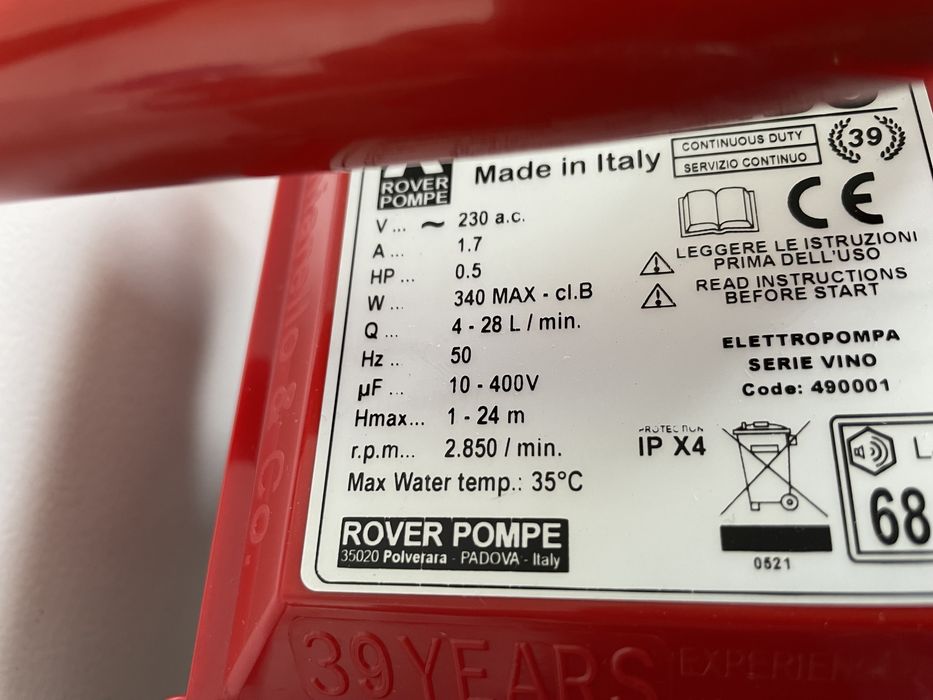 ROVER
POMPE
Made in Italy
CONTINUOUS DUTY
SERVIZIO CONTINUO
39
CE
V ... ~ 230 a.c.
A ... 1.7
HP ... 0.5
W ... 340 MAX - cl.B
Q ... 4 - 28 L / min.
Hz .. 50
µF ... 10 - 400V
Hmax... 1 - 24 m
r.p.m... 2.850 / min.
Max Water temp.: 35°C
LEGGERE LE ISTRUZIONI
PRIMA DELL'USO
READ INSTRUCTIONS
BEFORE START
ELETTROPOMPA
SERIE VINO
Code: 490001
PROTECTION
IP X4
0521
68
ROVER POMPE
35020 Polverara - PADOVA - Italy
& Co.
39 YEARS EXPERIENCE